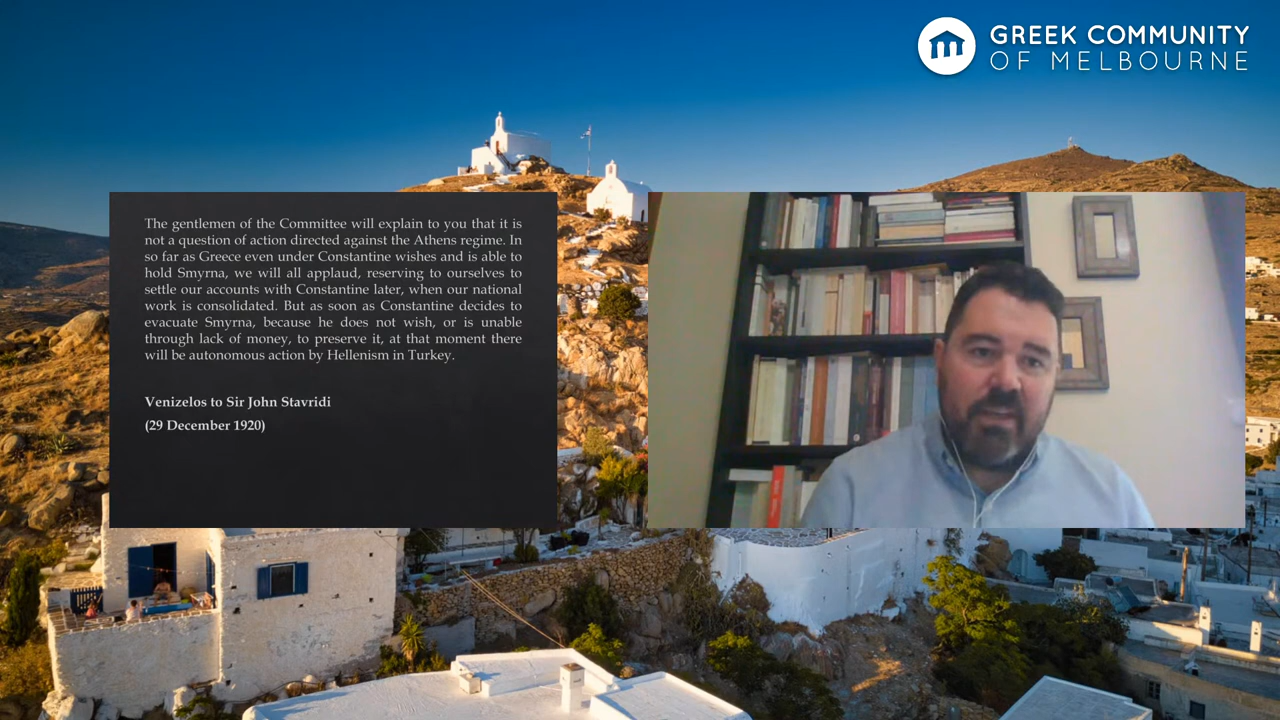 GREEK COMMUNITY
OF MELBOURNE
The gentlemen of the Committee will explain to you that it is
not a question of action directed against the Athens regime. In
so far as Greece even under Constantine wishes and is able to
hold Smyrna, we will all applaud, reserving to ourselves to
settle our accounts with Constantine later, when our national
work is consolidated. But as soon as Constantine decides to
evacuate Smyrna, because he does not wish, or is unable
through lack of money, to preserve it, at that moment there
will be autonomous action by Hellenism in Turkey.
Venizelos to Sir John Stavridi
(29 December 1920)